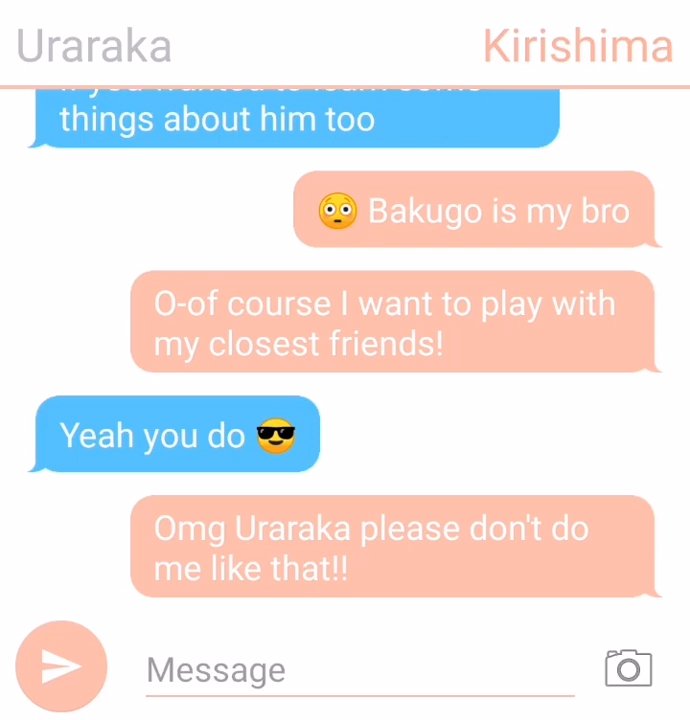 Uraraka
Kirishima
things about him too
😳 Bakugo is my bro
O-of course I want to play with
my closest friends!
Yeah you do 😎
Omg Uraraka please don't do
me like that!!
Message